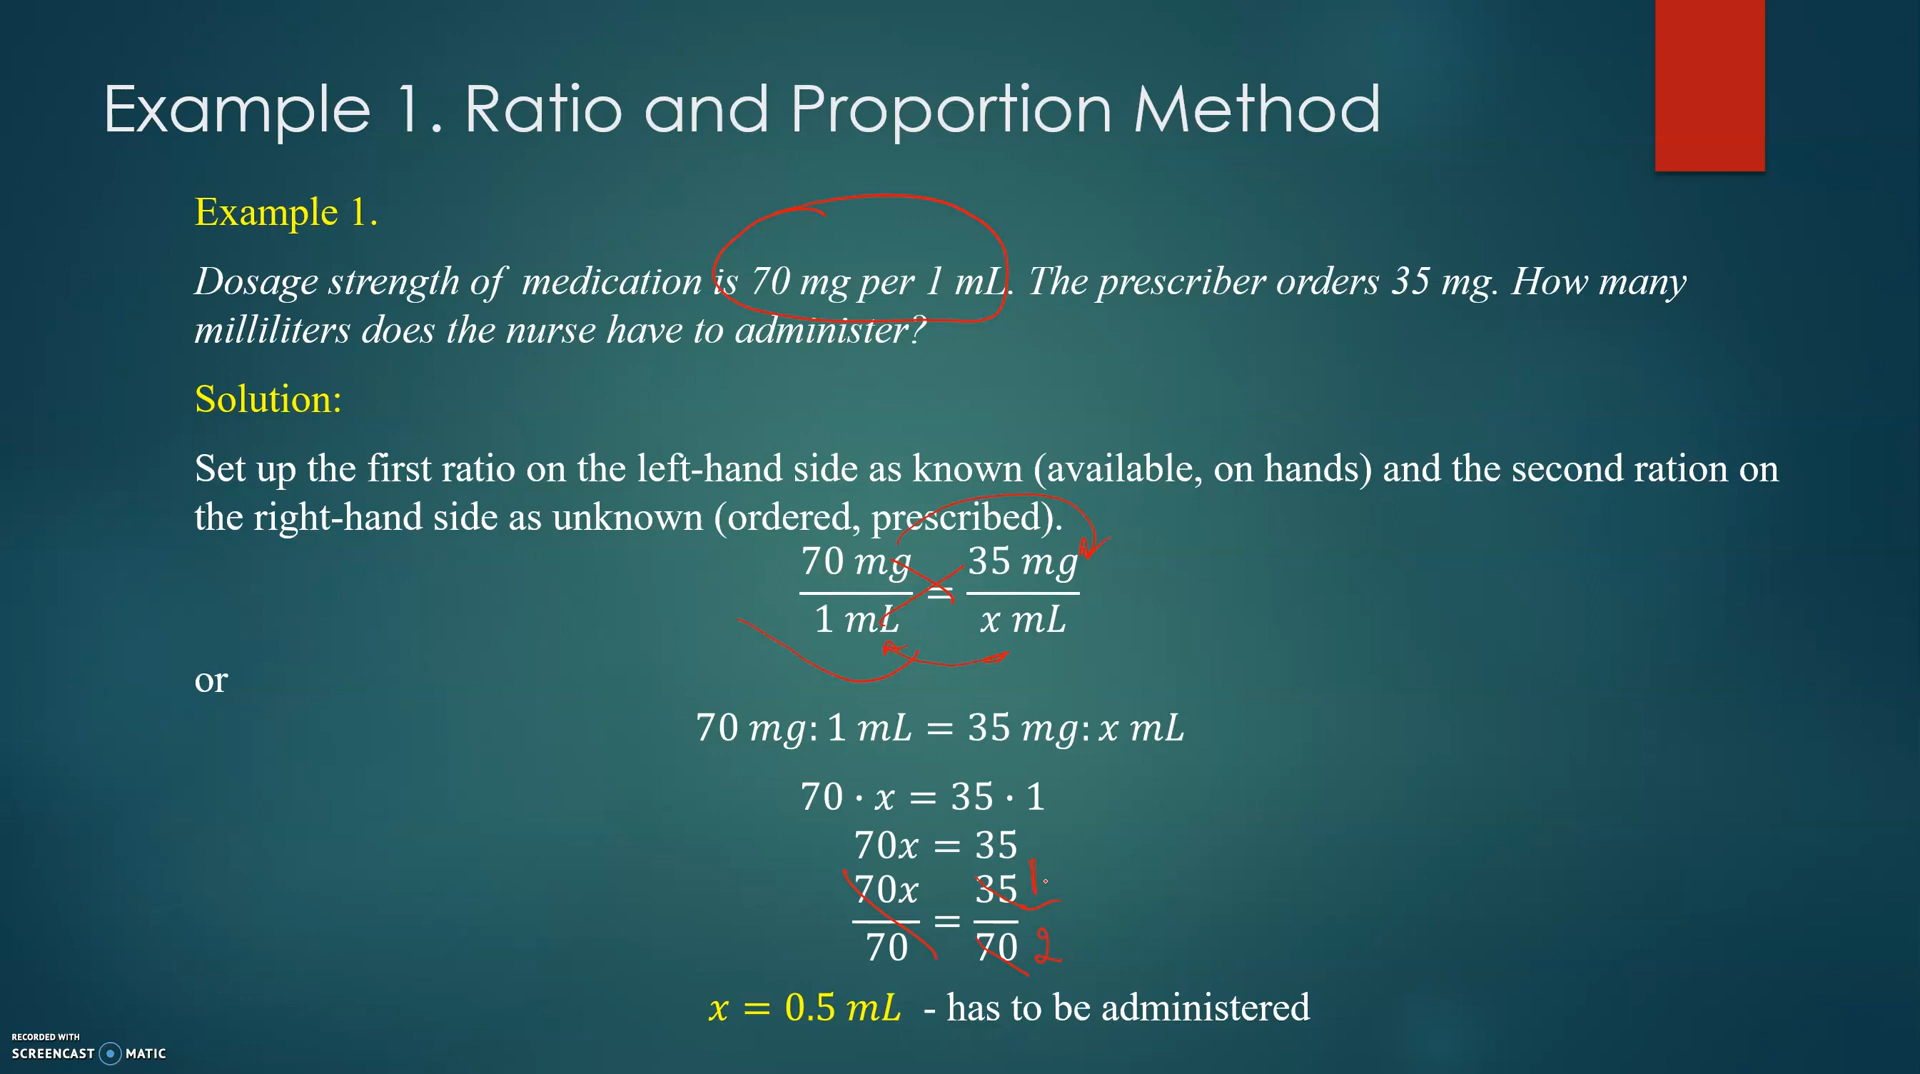 Example 1. Ratio and Proportion Method
Example 1.
Dosage strength of medication is 70 mg per 1 mL. The prescriber orders 35 mg. How many
milliliters does the nurse have to administer?
Solution:
Set up the first ratio on the left-hand side as known (available, on hands) and the second ration on
the right-hand side as unknown (ordered, prescribed).
70 mg = 35 mg
1 mL x mL
or
70 mg: 1 mL = 35 mg: x mL
70 · x = 35 · 1
70x = 35
70x = 35 1
70 70 2
x = 0.5 mL - has to be administered
RECORDED WITH
SCREENCAST MATIC